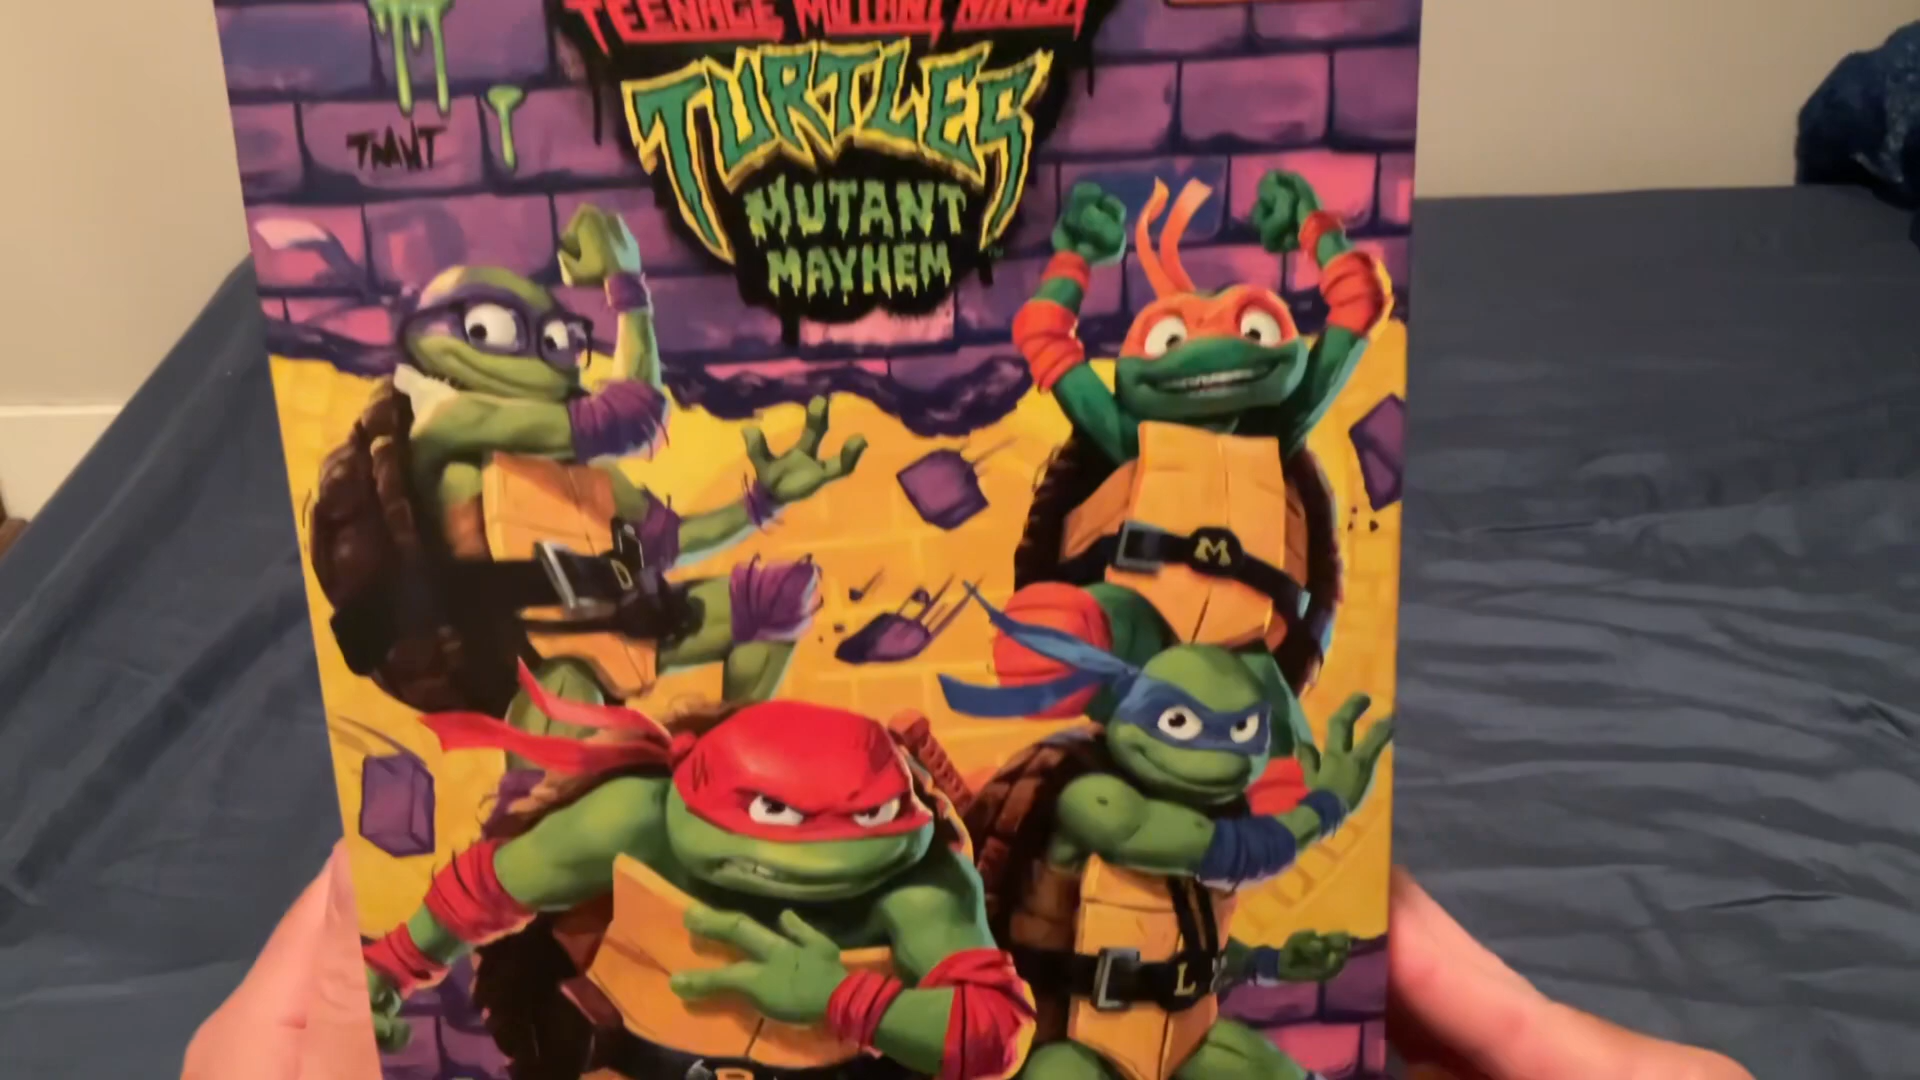 TEENAGE MUTANT NINJA
TURTLES
MUTANT
MAYHEM
TMNT
D
M
L